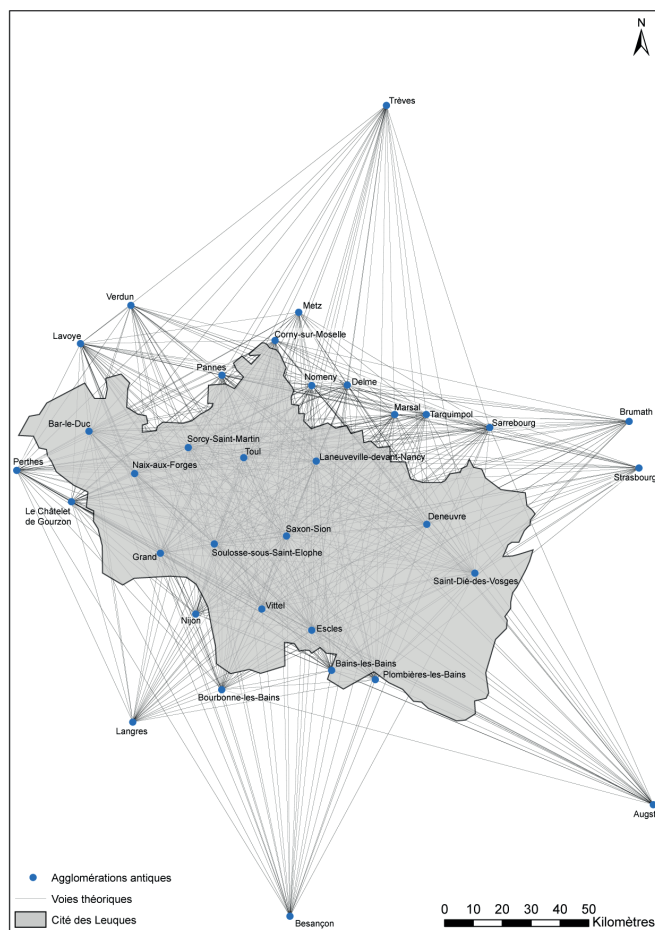 N
Trèves
Verdun
Metz
Lavoye
Corny-sur-Moselle
Pannes
Nomeny
Delme
Marsal
Tarquimpol
Brumath
Sarrebourg
Bar-le-Duc
Sorcy-Saint-Martin
Toul
Laneuveville-devant-Nancy
Perthes
Naix-aux-Forges
Strasbourg
Le Châtelet
de Gourzon
Deneuvre
Saxon-Sion
Grand
Soulosse-sous-Saint-Elophe
Saint-Dié-des-Vosges
Nijon
Vittel
Escles
Bains-les-Bains
Plombières-les-Bains
Bourbonne-les-Bains
Langres
Augst
Agglomérations antiques
Voies théoriques
Cité des Leuques
Besançon
0 10 20 30 40 50
Kilomètres